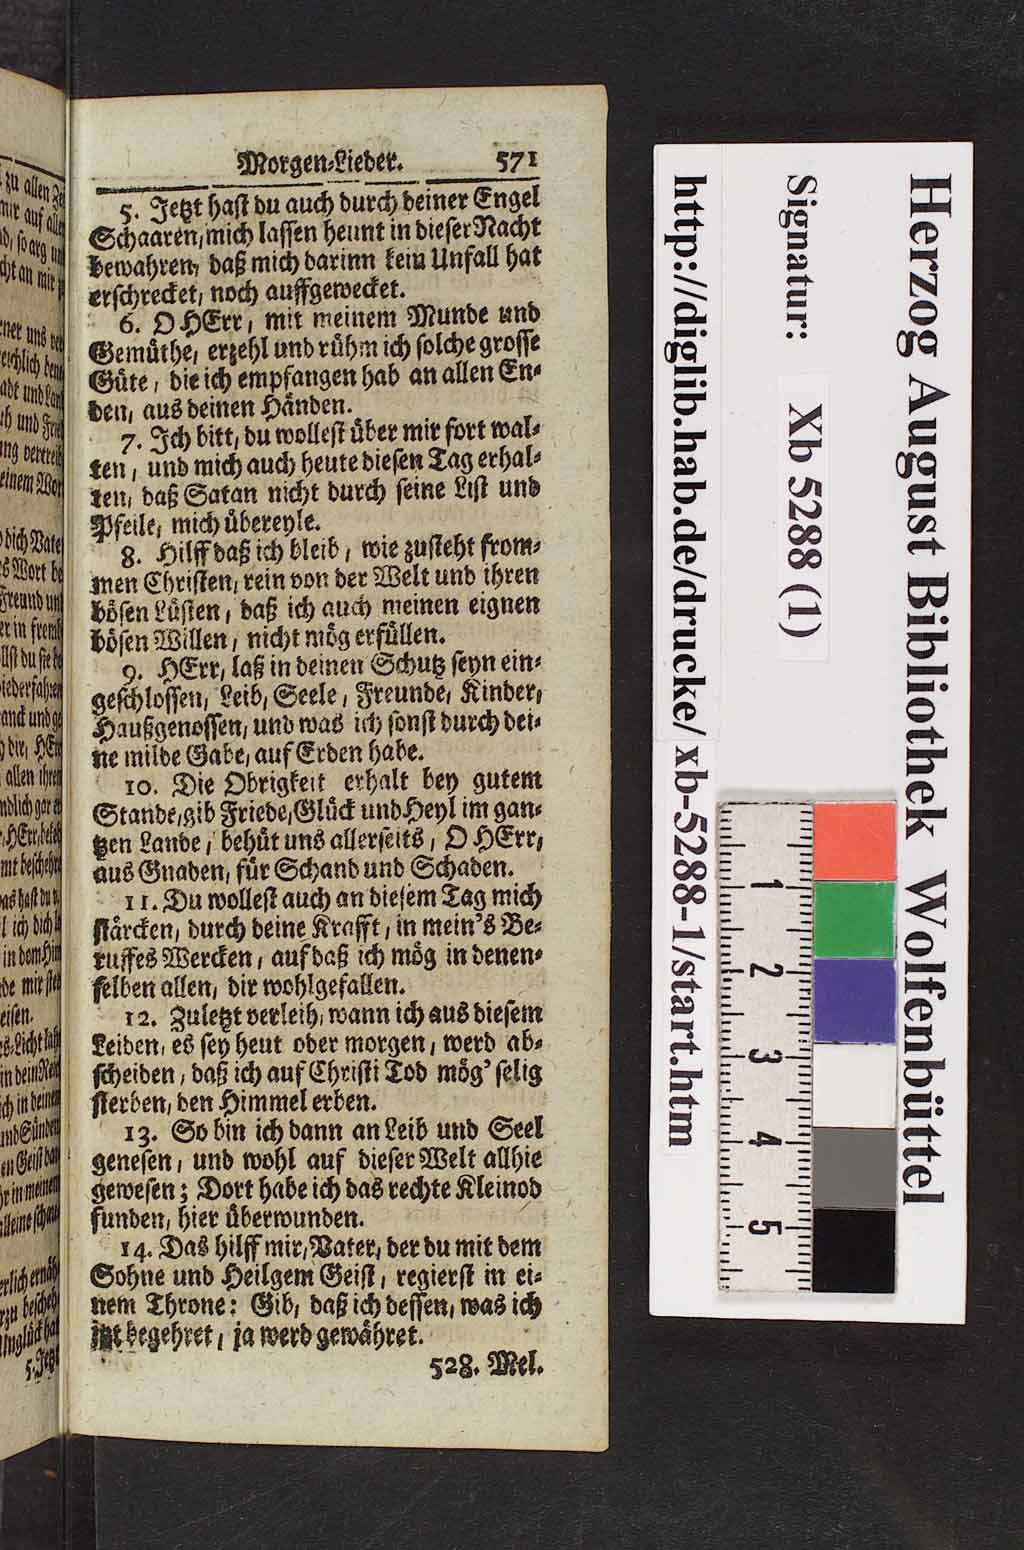 Morgen-Lieder. 571
5. Jetzt hast du auch durch deiner Engel
Schaaren, mich lassen heunt in dieser Nacht
bewahren, daß mich darinn kein Unfall hat
erschrecket, noch auffgewecket.
6. O HErr, mit meinem Munde und
Gemüthe, erzehl und rühm ich solche grosse
Güte, die ich empfangen hab an allen En-
den, aus deinen Händen.
7. Ich bitt, du wollest über mir fort wal-
ten, und mich auch heute diesen Tag erhal-
ten, daß Satan nicht durch seine List und
Pfeile, mich übereyle.
8. Hilff daß ich bleib, wie zusteht from-
men Christen, rein von der Welt und ihren
bösen Lüsten, daß ich auch meinen eignen
bösen Willen, nicht mög erfüllen.
9. HErr, laß in deinen Schutz seyn ein-
geschlossen, Leib, Seele, Freunde, Kinder,
Haußgenossen, und was ich sonst durch dei-
ne milde Gabe, auf Erden habe.
10. Die Obrigkeit erhalt bey gutem
Stande, gib Friede, Glück und Heyl im gan-
tzen Lande, behüt uns allerseits, O HErr,
aus Gnaden, für Schand und Schaden.
11. Du wollest auch an diesem Tag mich
stärcken, durch deine Krafft, in mein's Be-
ruffes Wercken, auf daß ich mög in denen-
selben allen, dir wohlgefallen.
12. Zuletzt verleih, wann ich aus diesem
Leiden, es sey heut oder morgen, werd ab-
scheiden, daß ich auf Christi Tod mög' selig
sterben, den Himmel erben.
13. So bin ich dann an Leib und Seel
genesen, und wohl auf dieser Welt allhie
gewesen; Dort habe ich das rechte Kleinod
funden, hier überwunden.
14. Das hilff mir, Vater, der du mit dem
Sohne und Heilgem Geist, regierst in ei-
nem Throne: Gib, daß ich dessen, was ich
itzt begehret, ja werd gewähret.
528. Mel.
Herzog August Bibliothek Wolfenbüttel
Signatur: Xb 5288 (1)
http://diglib.hab.de/drucke/ xb-5288-1/start.htm
1
2
3
4
5